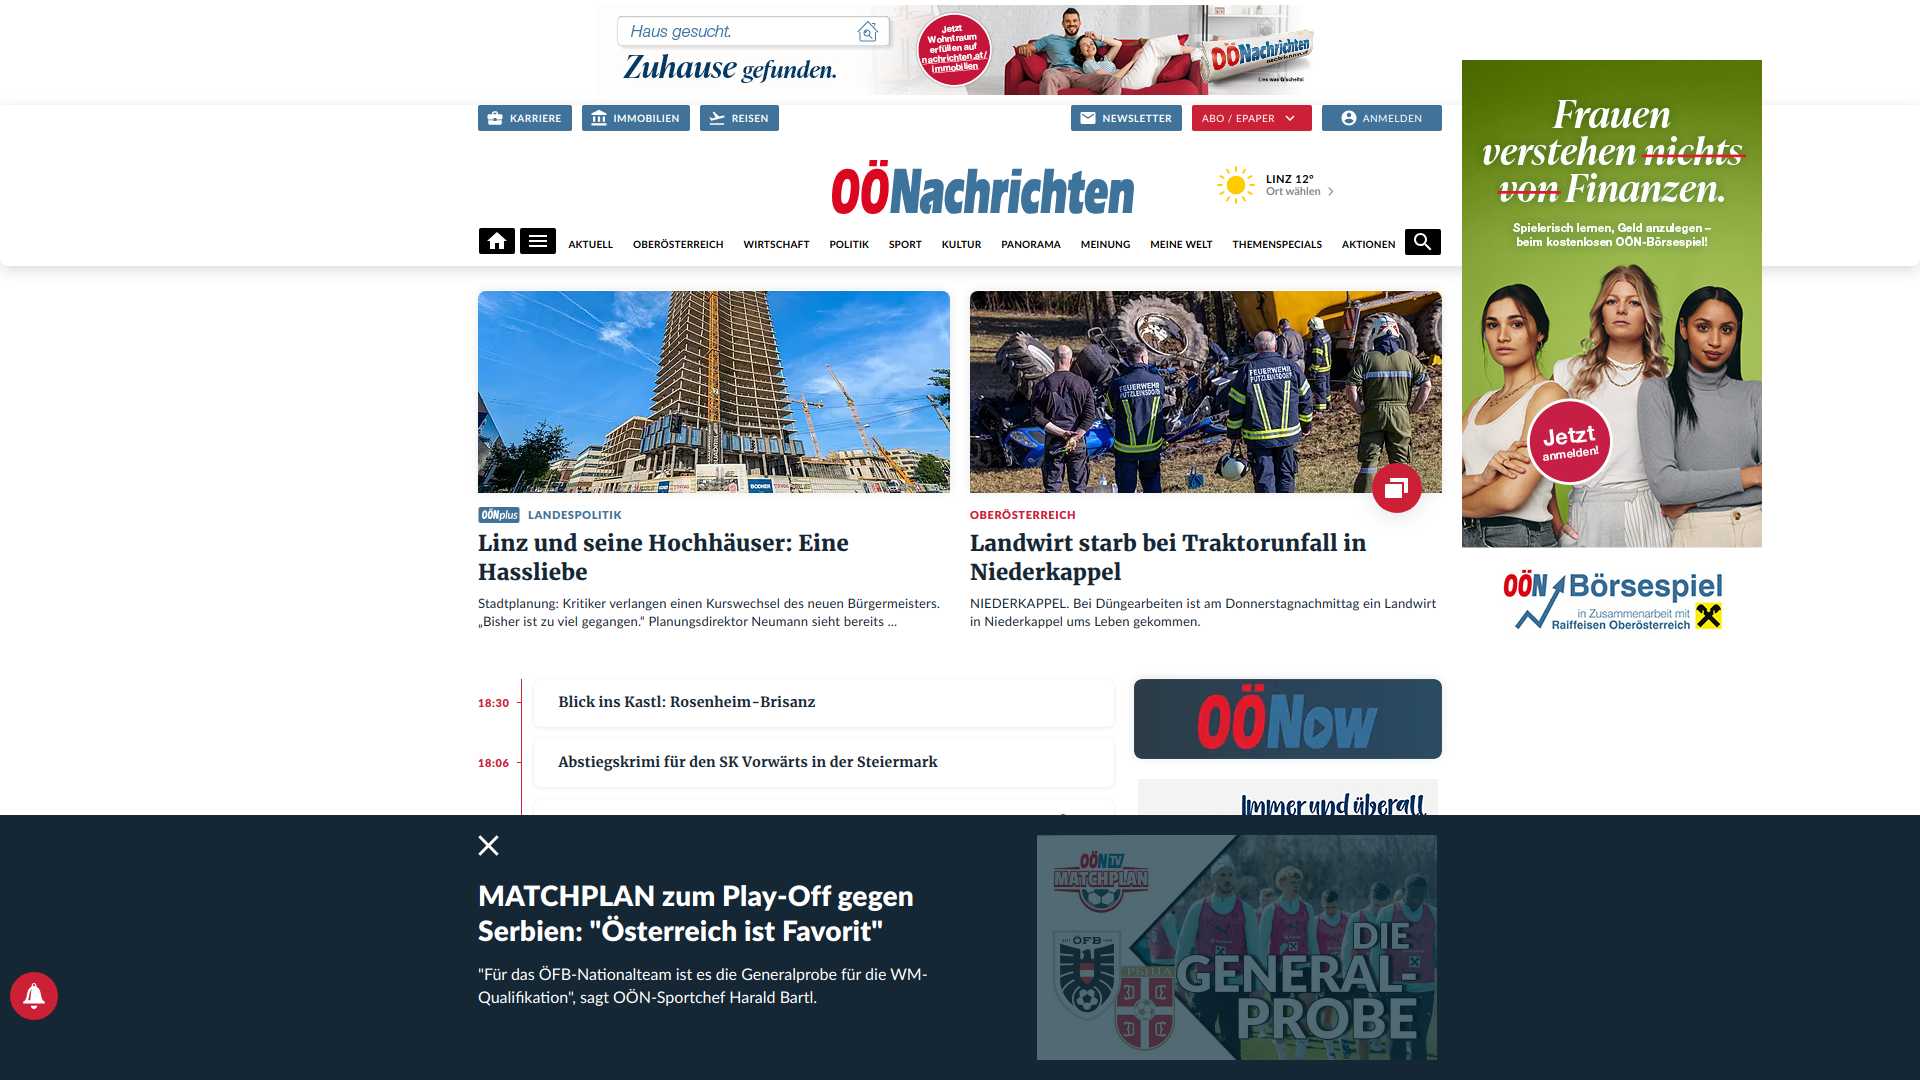 Haus gesucht.
Zuhause gefunden.
Jetzt
Wohntraum
erfüllen auf
nachrichten.at/
immobilien
OÖNachrichten
Lies was G'scheits!
KARRIERE
IMMOBILIEN
REISEN
NEWSLETTER
ABO / EPAPER
ANMELDEN
OÖNachrichten
LINZ 12°
Ort wählen
AKTUELL
OBERÖSTERREICH
WIRTSCHAFT
POLITIK
SPORT
KULTUR
PANORAMA
MEINUNG
MEINE WELT
THEMENSPECIALS
AKTIONEN
Frauen
verstehen nichts
von Finanzen.
Spielerisch lernen, Geld anzulegen –
beim kostenlosen OÖN-Börsespiel!
Jetzt
anmelden!
OÖN Börsespiel
in Zusammenarbeit mit
Raiffeisen Oberösterreich
FEUERWEHR
PUTZLEINSDORF
FEUERWEHR
PUTZLEINSDORF
OÖNplus LANDESPOLITIK
Linz und seine Hochhäuser: Eine
Hassliebe
Stadtplanung: Kritiker verlangen einen Kurswechsel des neuen Bürgermeisters.
„Bisher ist zu viel gegangen.“ Planungsdirektor Neumann sieht bereits ...
OBERÖSTERREICH
Landwirt starb bei Traktorunfall in
Niederkappel
NIEDERKAPPEL. Bei Düngearbeiten ist am Donnerstagnachmittag ein Landwirt
in Niederkappel ums Leben gekommen.
18:30
Blick ins Kastl: Rosenheim-Brisanz
18:06
Abstiegskrimi für den SK Vorwärts in der Steiermark
OÖNow
Immer und überall
MATCHPLAN zum Play-Off gegen
Serbien: "Österreich ist Favorit"
"Für das ÖFB-Nationalteam ist es die Generalprobe für die WM-
Qualifikation", sagt OÖN-Sportchef Harald Bartl.
OÖN TV
MATCHPLAN
ÖFB
DIE
GENERAL-
PROBE